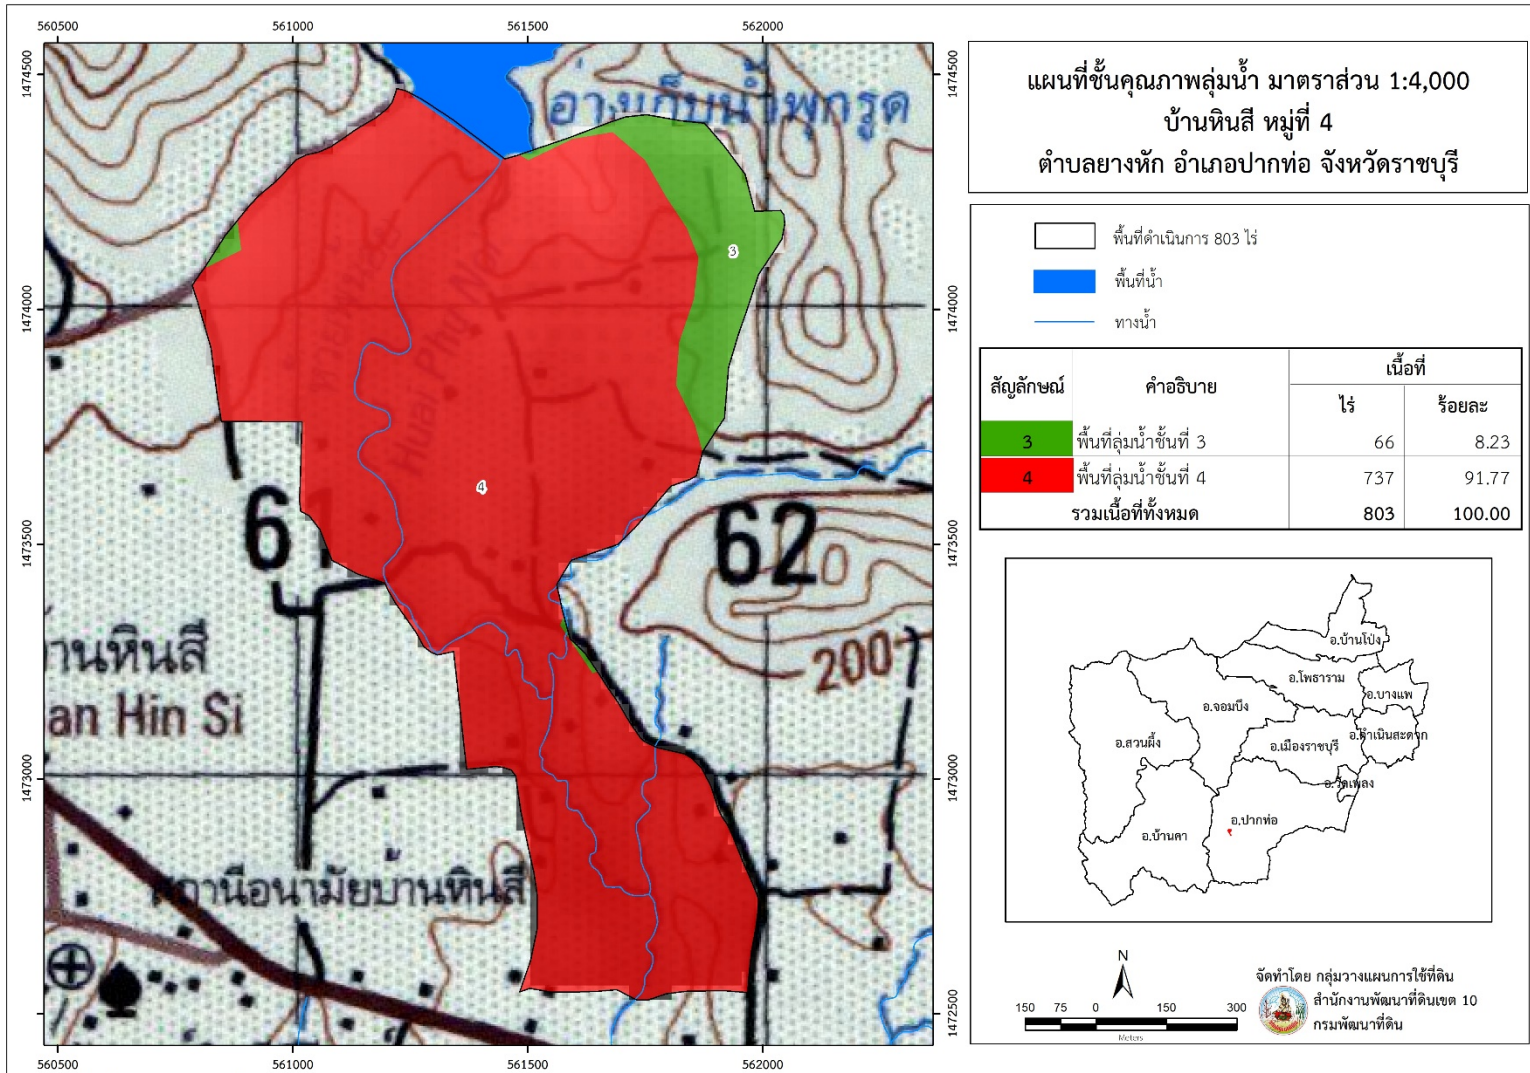 560500 561000 561500 562000
1474500 1474500
อ่างเก็บน้ำพุกรูด
3
1474000 1474000
4
61 62
1473500 1473500
านหินสี
an Hin Si
200
1473000 1473000
สถานีอนามัยบ้านหินสี
1472500 1472500
560500 561000 561500 562000
แผนที่ชั้นคุณภาพลุ่มน้ำ มาตราส่วน 1:4,000
บ้านหินสี หมู่ที่ 4
ตำบลยางหัก อำเภอปากท่อ จังหวัดราชบุรี
พื้นที่ดำเนินการ 803 ไร่
พื้นที่น้ำ
ทางน้ำ
สัญลักษณ์ คำอธิบาย เนื้อที่
ไร่ ร้อยละ
3 พื้นที่ลุ่มน้ำชั้นที่ 3 66 8.23
4 พื้นที่ลุ่มน้ำชั้นที่ 4 737 91.77
รวมเนื้อที่ทั้งหมด 803 100.00
อ.บ้านโป่ง
อ.โพธาราม
อ.บางแพ
อ.จอมบึง
อ.ดำเนินสะดวก
อ.สวนผึ้ง
อ.เมืองราชบุรี
อ.วัดเพลง
อ.ปากท่อ
อ.บ้านคา
N
150 75 0 150 300
Meters
จัดทำโดย กลุ่มวางแผนการใช้ที่ดิน
สำนักงานพัฒนาที่ดินเขต 10
กรมพัฒนาที่ดิน